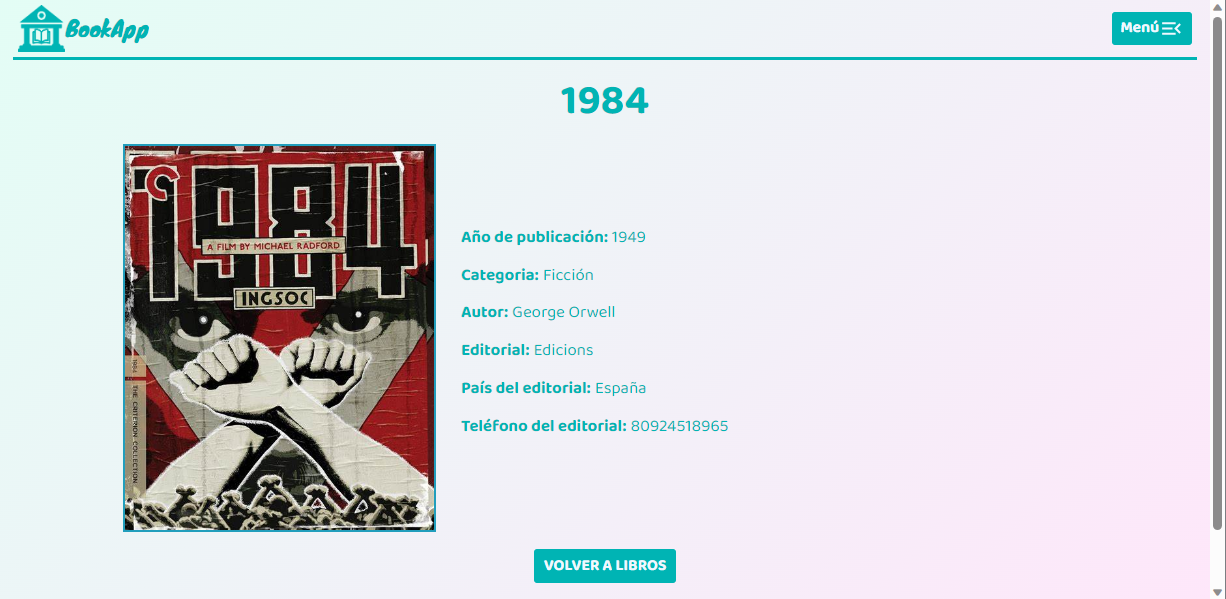 BookApp
Menú
1984
1984
A FILM BY MICHAEL RADFORD
INGSOC
1984
THE CRITERION COLLECTION
Año de publicación: 1949
Categoria: Ficción
Autor: George Orwell
Editorial: Edicions
País del editorial: España
Teléfono del editorial: 80924518965
VOLVER A LIBROS